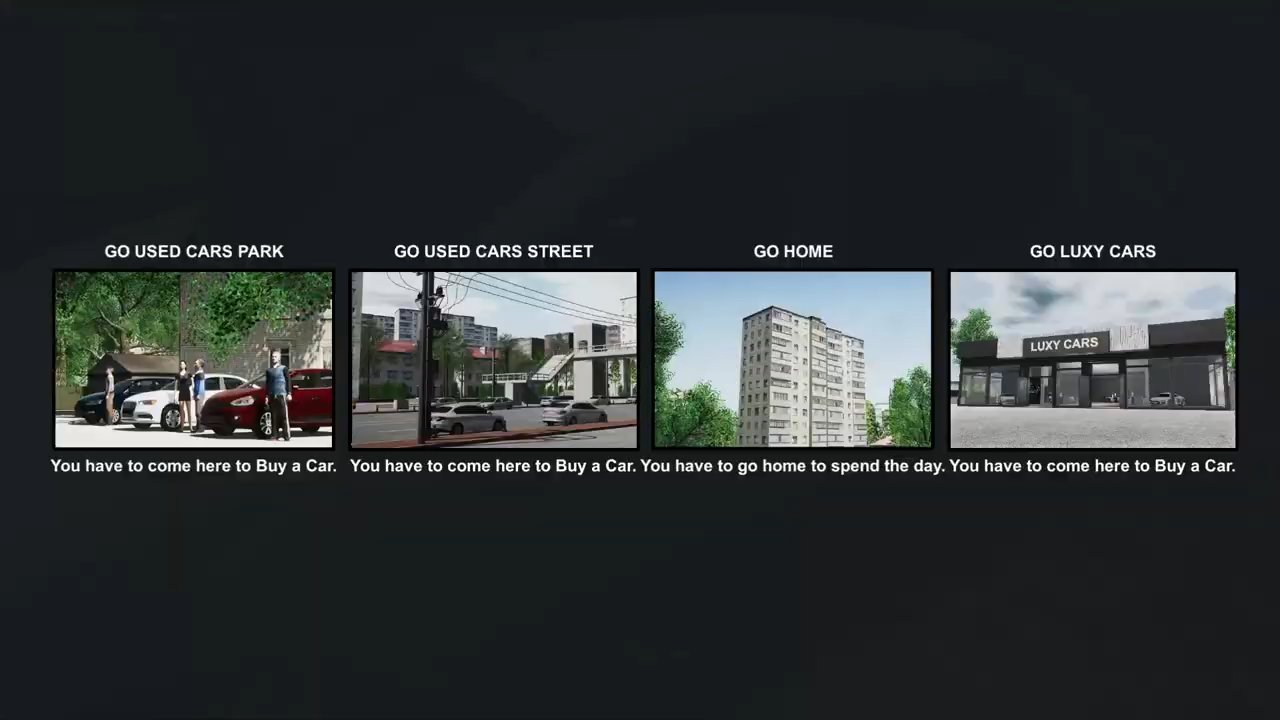 GO USED CARS PARK
GO USED CARS STREET
GO HOME
GO LUXY CARS
LUXY CARS
You have to come here to Buy a Car.
You have to come here to Buy a Car.
You have to go home to spend the day.
You have to come here to Buy a Car.